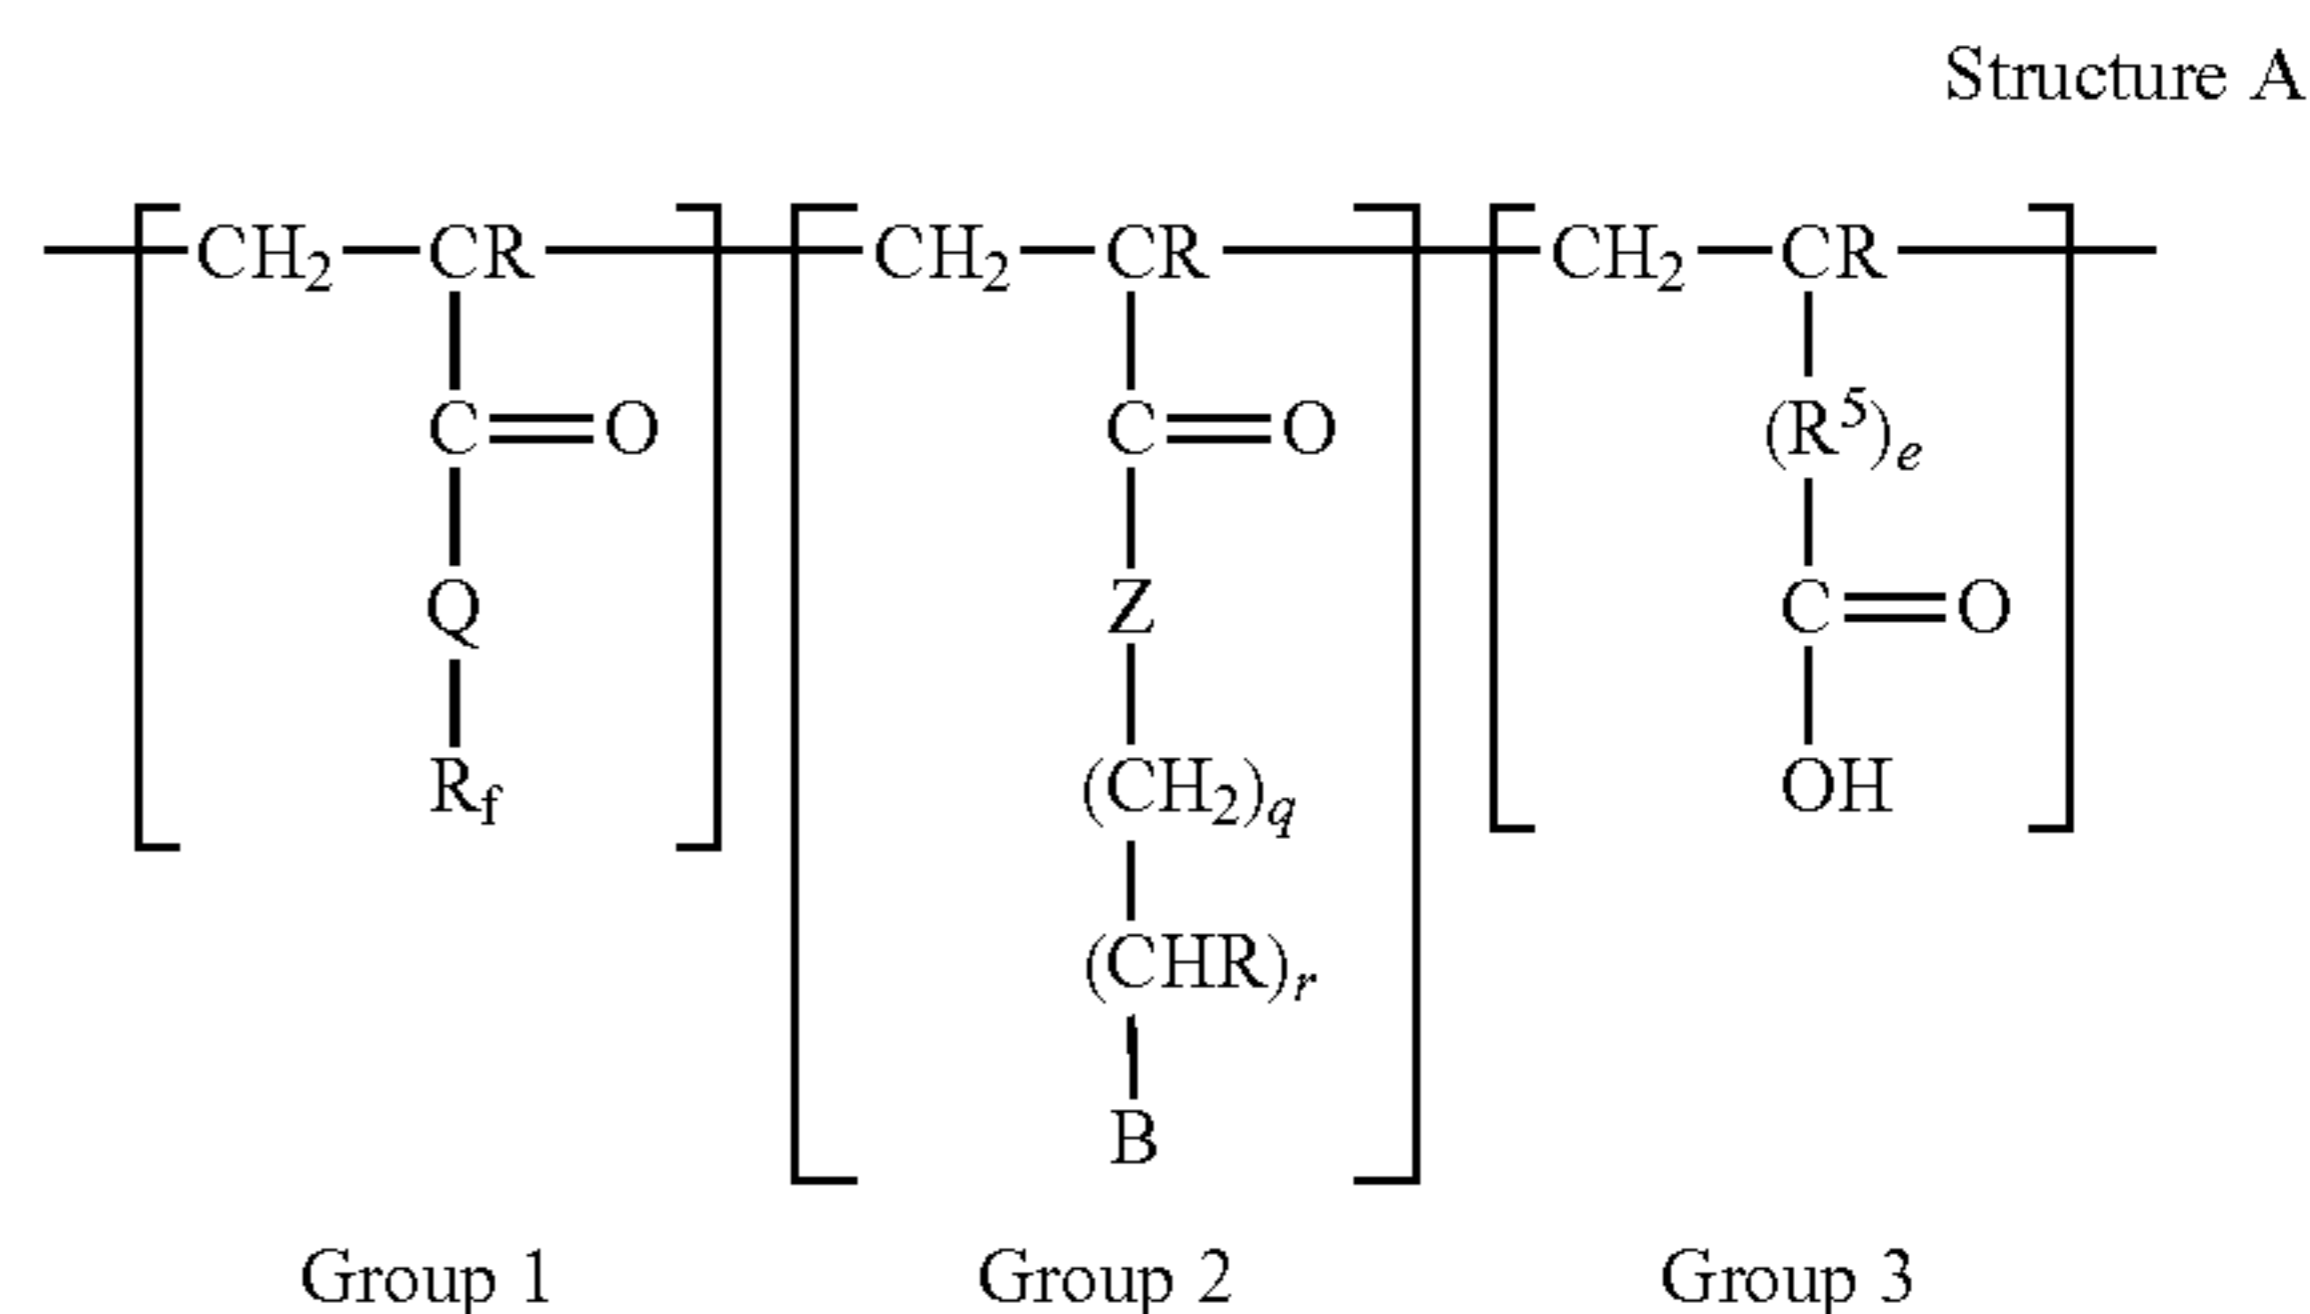 Structure A
CH2 CR CH2 CR CH2 CR
C O C O (R5)e
Q Z C O
Rf (CH2)q OH
(CHR)r
B
Group 1 Group 2 Group 3